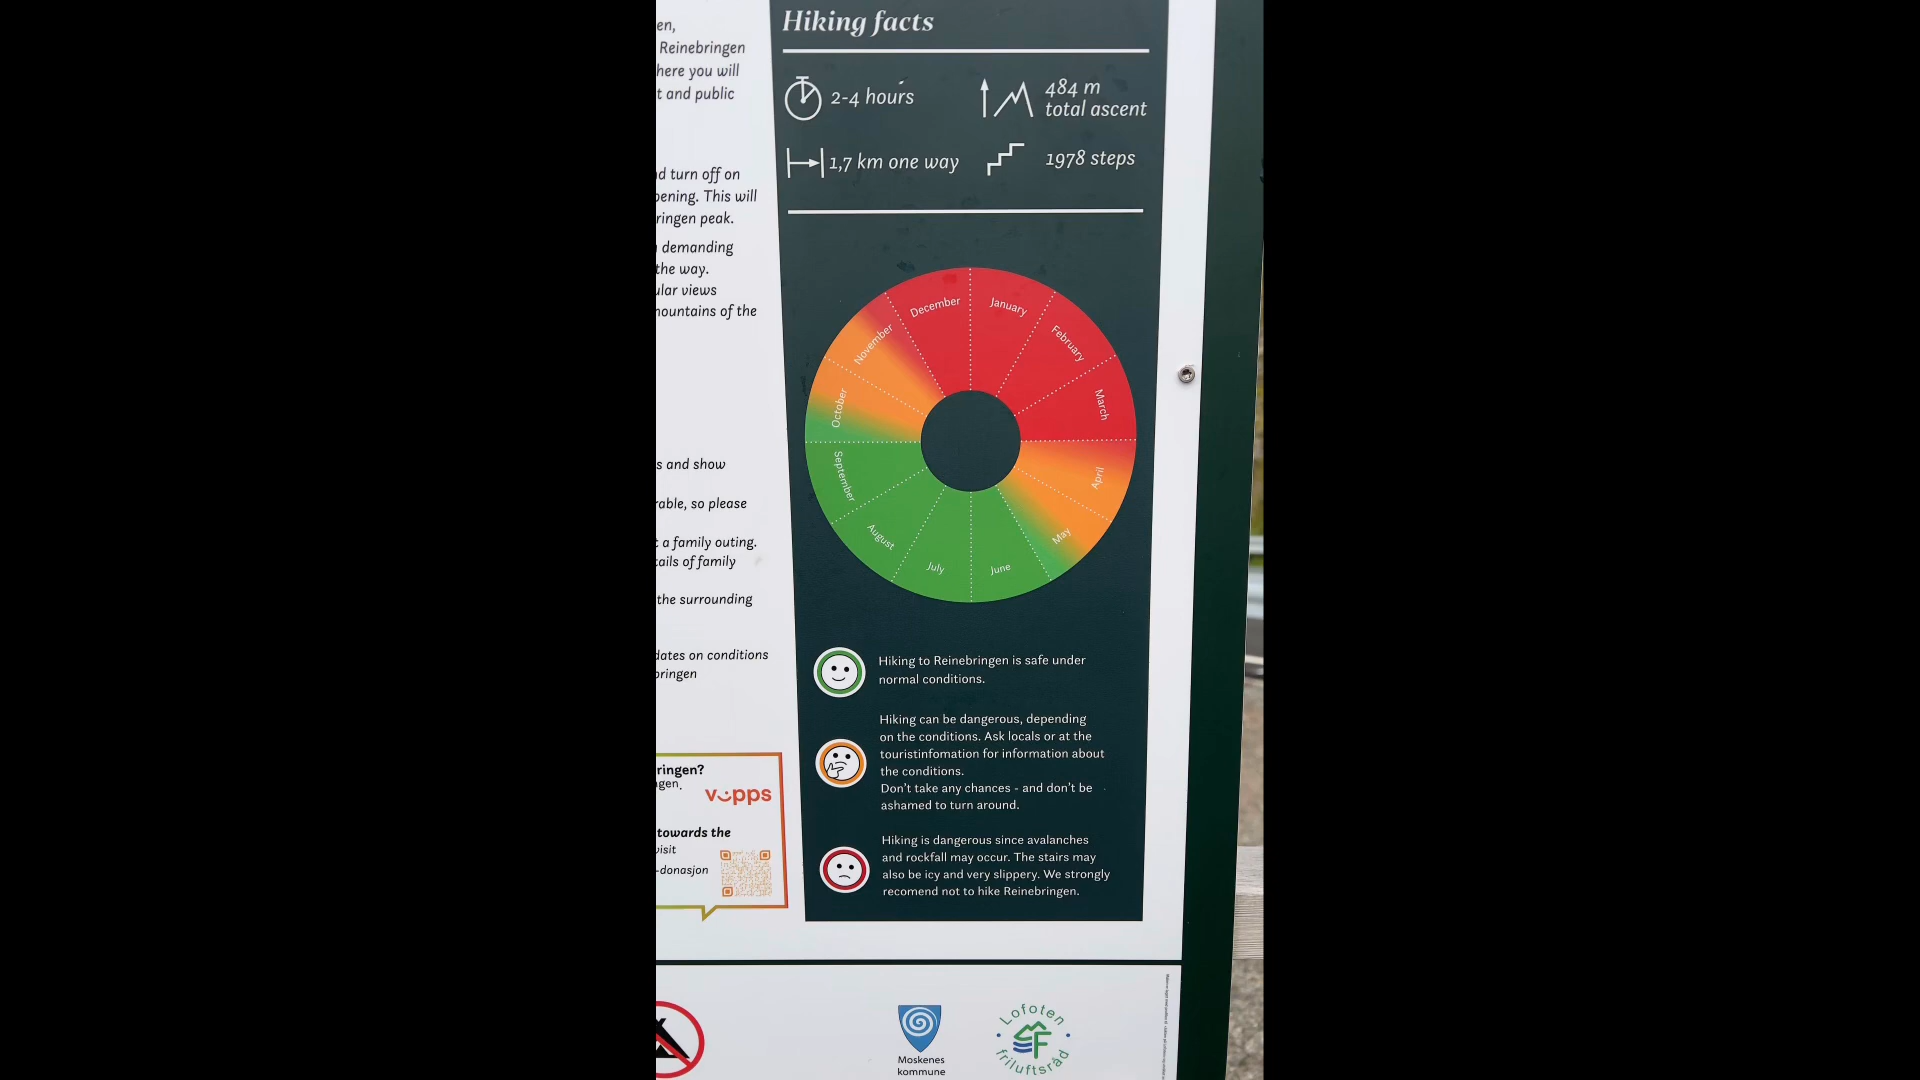 en,
Reinebringen
here you will
t and public
nd turn off on
pening. This will
ringen peak.
demanding
the way.
ular views
nountains of the
s and show
rable, so please
t a family outing.
tails of family
the surrounding
dates on conditions
bringen
ringen?
ngen.
vipps
towards the
visit
-donasjon
Hiking facts
2-4 hours
484 m
total ascent
1,7 km one way
1978 steps
January
February
March
April
May
June
July
August
September
October
November
December
Hiking to Reinebringen is safe under
normal conditions.
Hiking can be dangerous, depending
on the conditions. Ask locals or at the
touristinfomation for information about
the conditions.
Don't take any chances - and don't be
ashamed to turn around.
Hiking is dangerous since avalanches
and rockfall may occur. The stairs may
also be icy and very slippery. We strongly
recomend not to hike Reinebringen.
Moskenes
kommune
Lofoten
friluftsråd